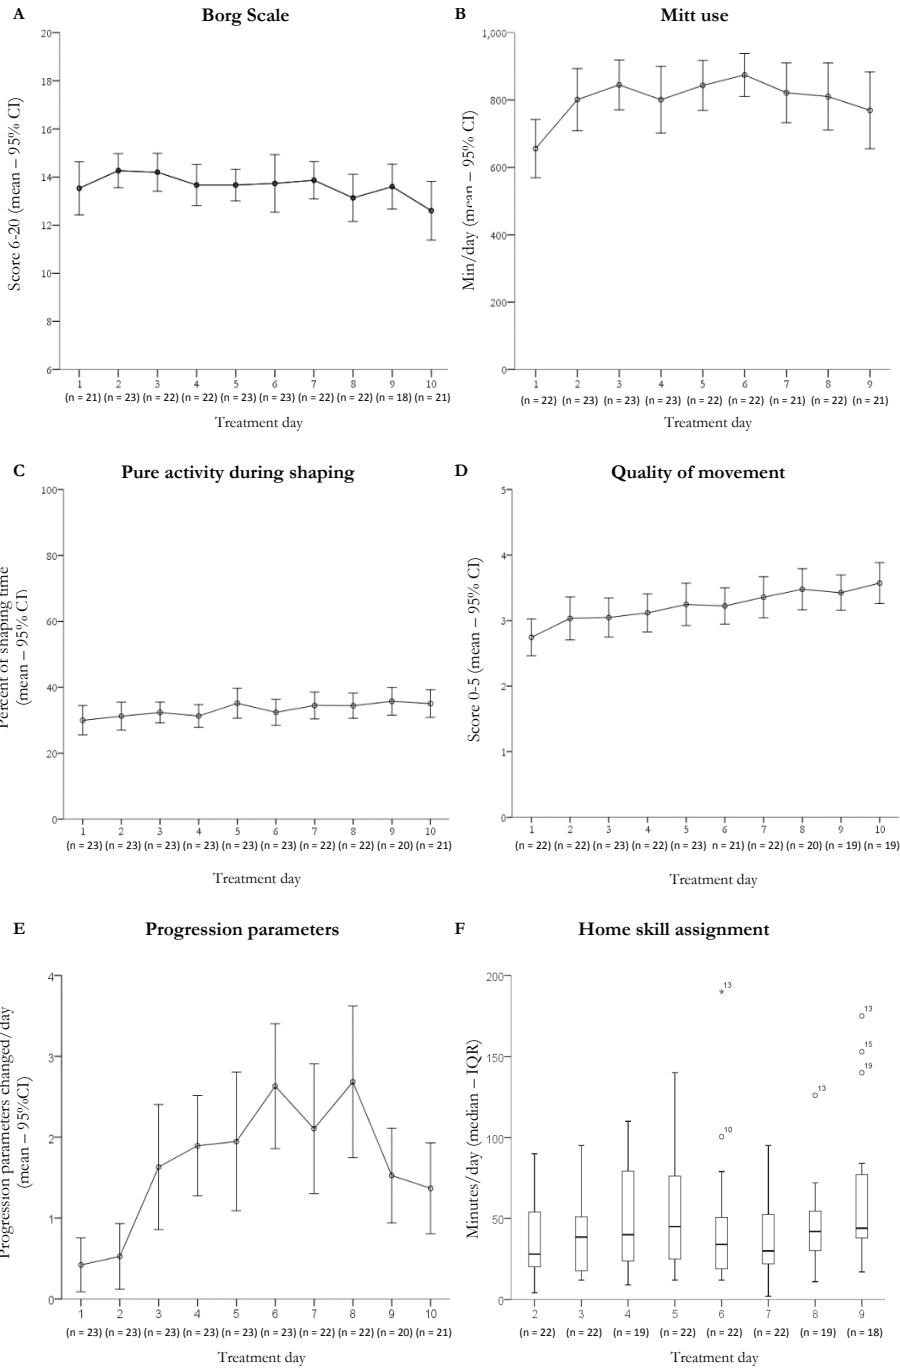 A Borg Scale
Score 6-20 (mean – 95% CI)
20
18
16
14
12
10
8
6
1 2 3 4 5 6 7 8 9 10
(n = 21) (n = 23) (n = 22) (n = 22) (n = 23) (n = 23) (n = 22) (n = 22) (n = 18) (n = 21)
Treatment day
B Mitt use
Min/day (mean – 95% CI)
1,000
800
600
400
200
0
1 2 3 4 5 6 7 8 9
(n = 22) (n = 23) (n = 23) (n = 23) (n = 22) (n = 22) (n = 21) (n = 22) (n = 21)
Treatment day
C Pure activity during shaping
Percent of shaping time
(mean – 95% CI)
100
80
60
40
20
0
1 2 3 4 5 6 7 8 9 10
(n = 23) (n = 23) (n = 23) (n = 23) (n = 23) (n = 23) (n = 22) (n = 22) (n = 20) (n = 21)
Treatment day
D Quality of movement
Score 0-5 (mean – 95% CI)
5
4
3
2
1
0
1 2 3 4 5 6 7 8 9 10
(n = 22) (n = 22) (n = 23) (n = 22) (n = 23) n = 21) (n = 22) (n = 20) (n = 19) (n = 19)
Treatment day
E Progression parameters
Progression parameters changed/day
(mean – 95%CI)
4
3
2
1
0
1 2 3 4 5 6 7 8 9 10
(n = 23) (n = 23) (n = 23) (n = 23) (n = 23) (n = 23) (n = 22) (n = 22) (n = 20) (n = 21)
Treatment day
F Home skill assignment
Minutes/day (median – IQR)
200
150
100
50
0
13
10
13
13
15
19
2 3 4 5 6 7 8 9
(n = 22) (n = 22) (n = 19) (n = 22) (n = 22) (n = 22) (n = 19) (n = 18)
Treatment day